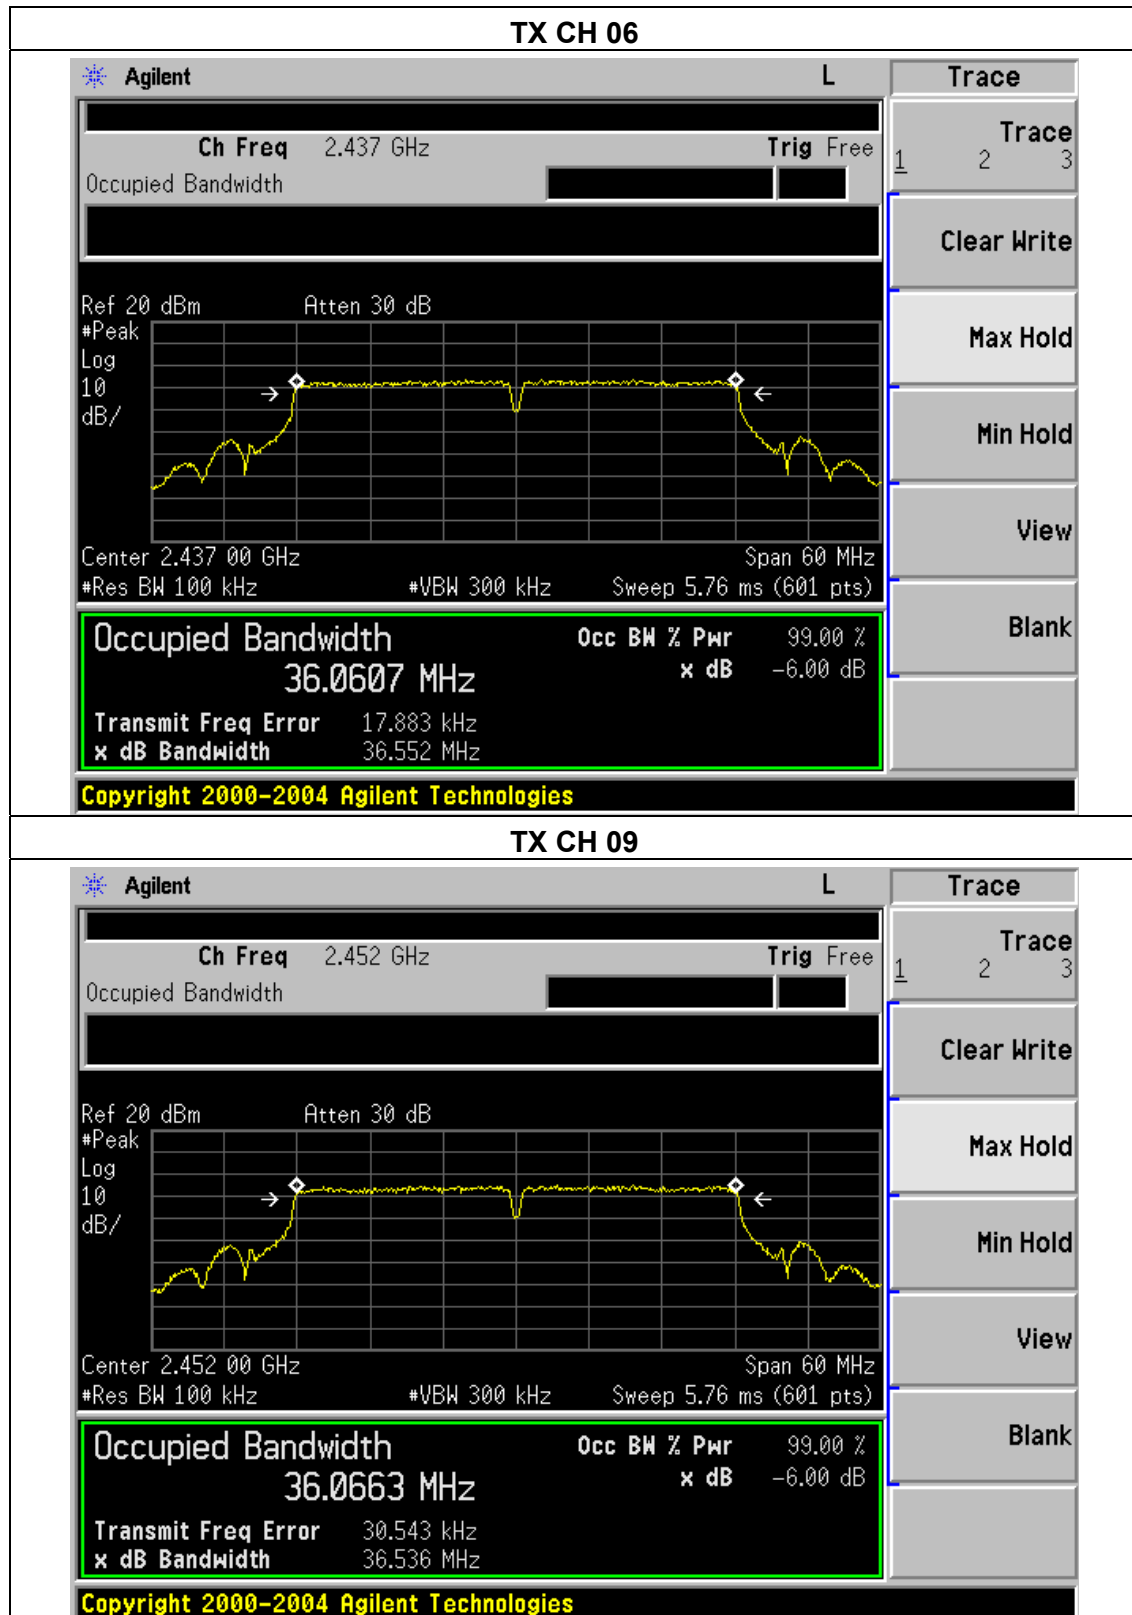 TX CH 06
Agilent L Trace
Ch Freq 2.437 GHz Trig Free
Occupied Bandwidth
Trace
1 2 3
Clear Write
Max Hold
Min Hold
View
Blank
Ref 20 dBm Atten 30 dB
#Peak
Log
10
dB/
Center 2.437 00 GHz Span 60 MHz
#Res BW 100 kHz #VBW 300 kHz Sweep 5.76 ms (601 pts)
Occupied Bandwidth Occ BW % Pwr 99.00 %
36.0607 MHz x dB -6.00 dB
Transmit Freq Error 17.883 kHz
x dB Bandwidth 36.552 MHz
Copyright 2000-2004 Agilent Technologies
TX CH 09
Agilent L Trace
Ch Freq 2.452 GHz Trig Free
Occupied Bandwidth
Trace
1 2 3
Clear Write
Max Hold
Min Hold
View
Blank
Ref 20 dBm Atten 30 dB
#Peak
Log
10
dB/
Center 2.452 00 GHz Span 60 MHz
#Res BW 100 kHz #VBW 300 kHz Sweep 5.76 ms (601 pts)
Occupied Bandwidth Occ BW % Pwr 99.00 %
36.0663 MHz x dB -6.00 dB
Transmit Freq Error 30.543 kHz
x dB Bandwidth 36.536 MHz
Copyright 2000-2004 Agilent Technologies